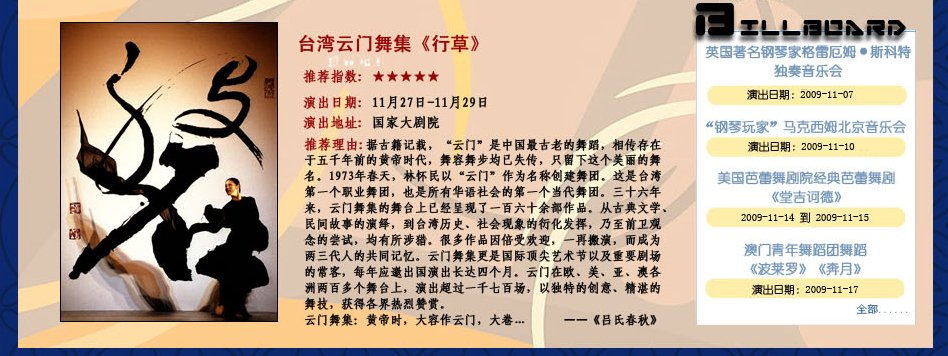 台湾云门舞集《行草》
推荐指数：★★★★★
演出日期：11月27日-11月29日
演出地址：国家大剧院
推荐理由:据古籍记载，“云门”是中国最古老的舞蹈，相传存在
于五千年前的黄帝时代，舞容舞步均已失传，只留下这个美丽的舞
名。1973年春天，林怀民以“云门”作为名称创建舞团。这是台湾
第一个职业舞团，也是所有华语社会的第一个当代舞团。三十六年
来，云门舞集的舞台上已经呈现了一百六十余部作品。从古典文学、
民间故事的演绎，到台湾历史、社会现象的衍化发挥，乃至前卫观
念的尝试，均有所涉猎。很多作品因倍受欢迎，一再搬演，而成为
两三代人的共同记忆。云门舞集更是国际顶尖艺术节以及重要剧场
的常客，每年应邀出国演出长达四个月。云门在欧、美、亚、澳各
洲两百多个舞台上，演出超过一千七百场，以独特的创意、精湛的
舞技，获得各界热烈赞赏。
云门舞集：黄帝时，大容作云门，大卷… ——《吕氏春秋》
BILLBOARD
英国著名钢琴家格雷厄姆●斯科特
独奏音乐会
演出日期：2009-11-07
“钢琴玩家”马克西姆北京音乐会
演出日期：2009-11-10
美国芭蕾舞剧院经典芭蕾舞剧
《堂吉诃德》
2009-11-14 到 2009-11-15
澳门青年舞蹈团舞蹈
《波莱罗》《奔月》
演出日期：2009-11-17
全部......